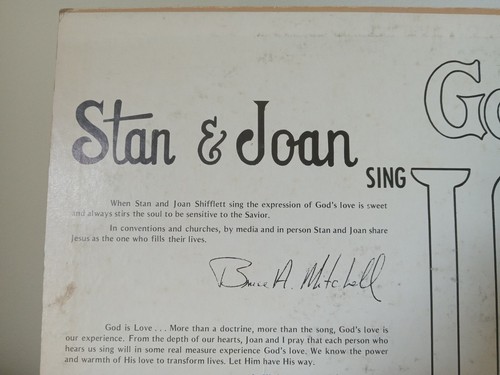 Stan & Joan
SING
When Stan and Joan Shifflett sing the expression of God's love is sweet
and always stirs the soul to be sensitive to the Savior.
In conventions and churches, by media and in person Stan and Joan share
Jesus as the one who fills their lives.
Bruce A. Mitchell
God is Love . . . More than a doctrine, more than the song, God's love is
our experience. From the depth of our hearts, Joan and I pray that each person who
hears us sing will in some real measure experience God's love. We know the power
and warmth of His love to transform lives. Let Him have His way.